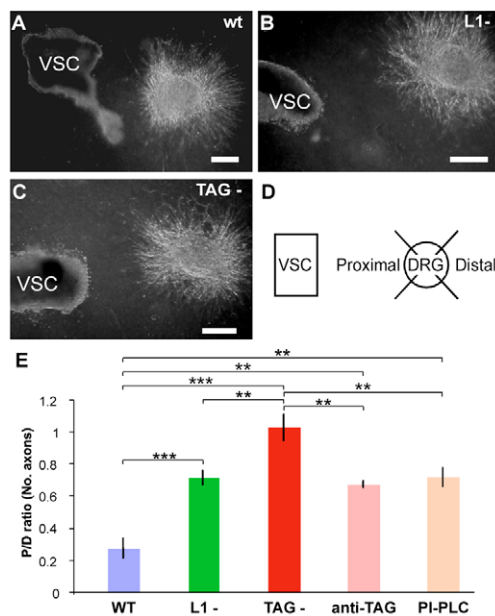 A
wt
VSC
B
L1-
VSC
C
TAG -
VSC
D
VSC
Proximal
DRG
Distal
E
**
**
***
**
**
**
***
P/D ratio (No. axons)
1.2
1
0.8
0.6
0.4
0.2
0
WT
L1 -
TAG -
anti-TAG
PI-PLC